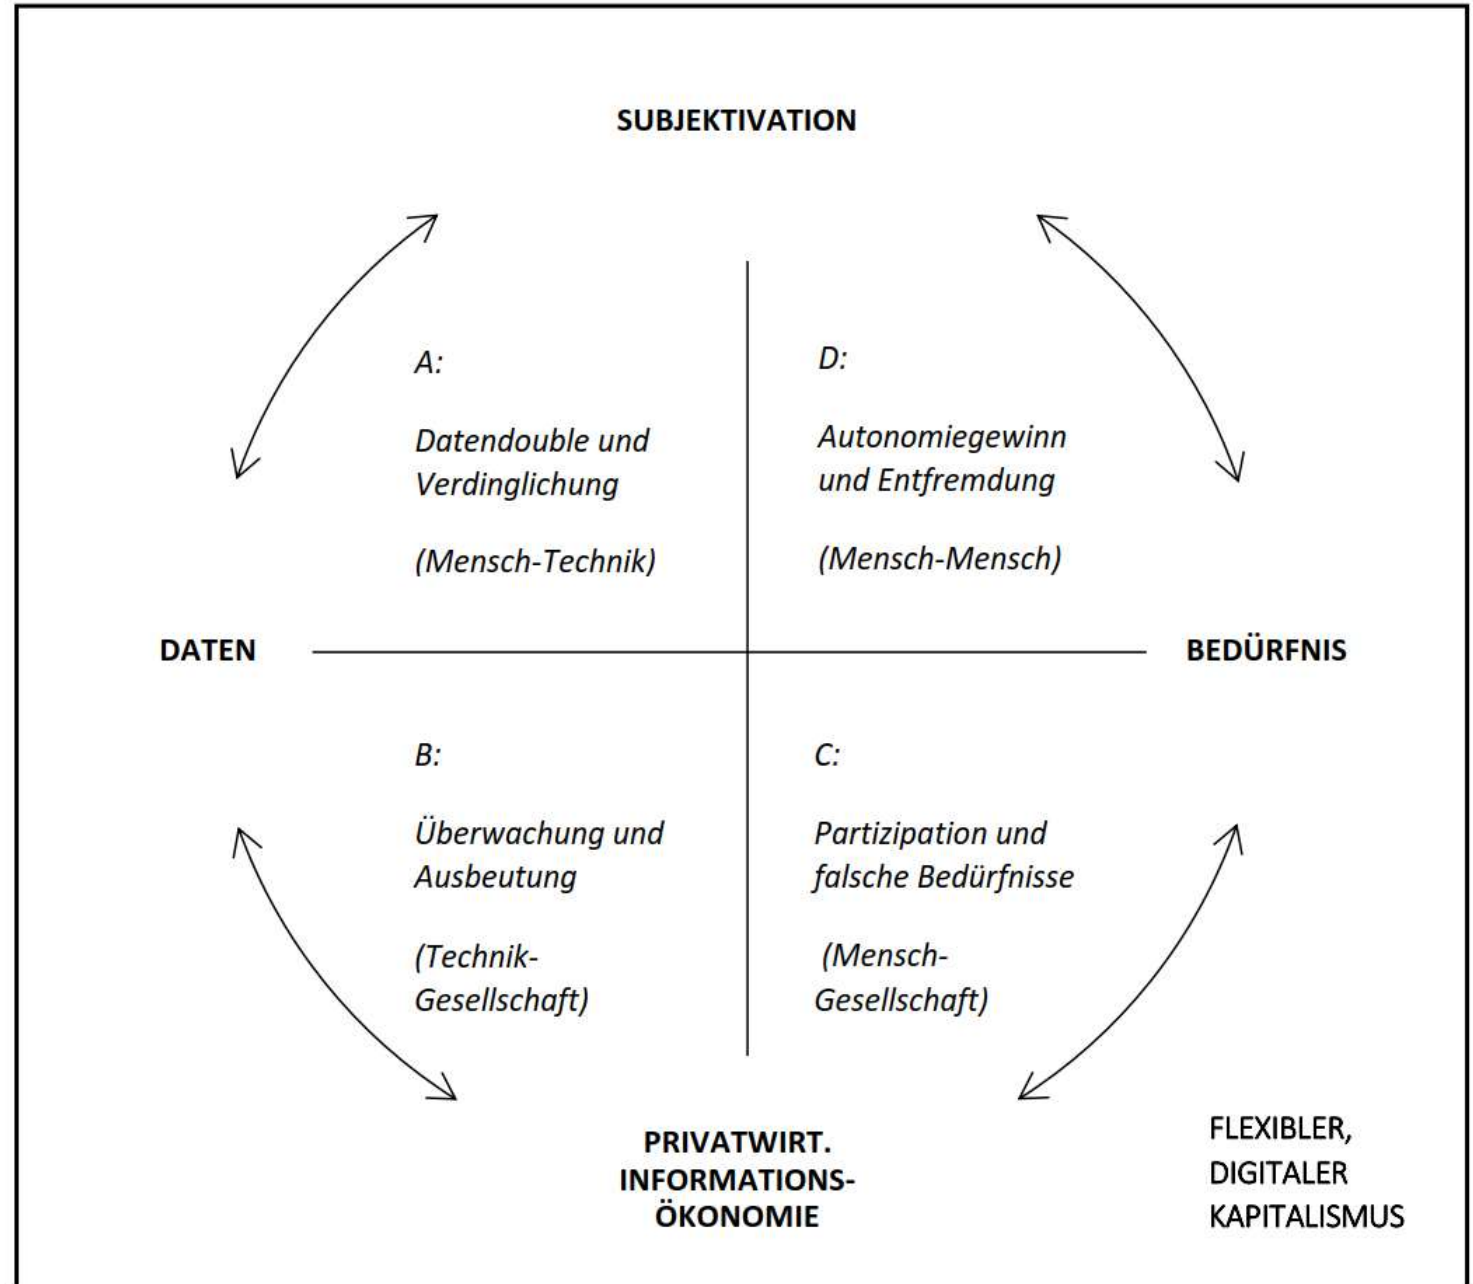 SUBJEKTIVATION
A:
Datendouble und
Verdinglichung
(Mensch-Technik)
D:
Autonomiegewinn
und Entfremdung
(Mensch-Mensch)
DATEN
BEDÜRFNIS
B:
Überwachung und
Ausbeutung
(Technik-
Gesellschaft)
C:
Partizipation und
falsche Bedürfnisse
(Mensch-
Gesellschaft)
PRIVATWIRT.
INFORMATIONS-
ÖKONOMIE
FLEXIBLER,
DIGITALER
KAPITALISMUS